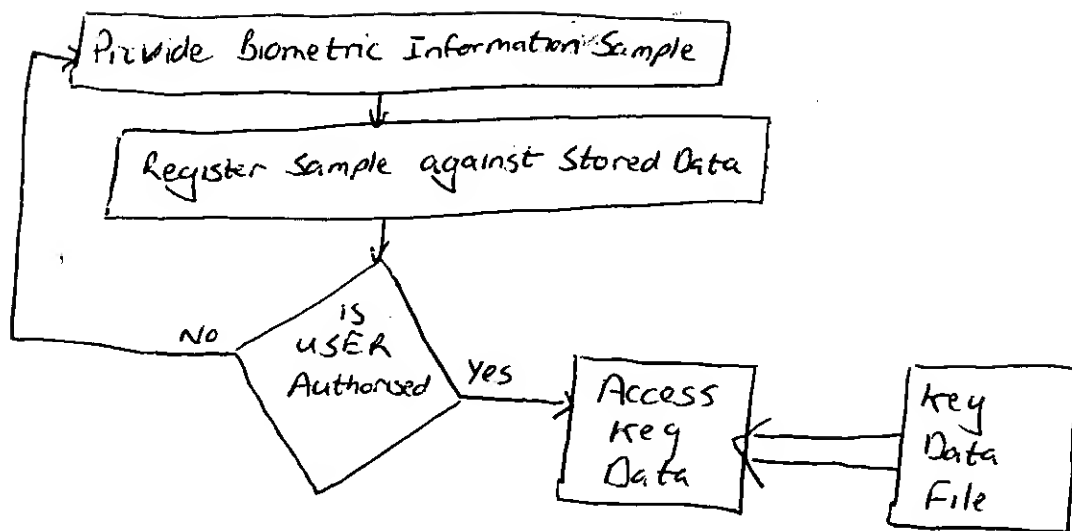 Provide Biometric Information Sample
Register Sample against Stored Data
is
USER
Authorised
No
Yes
Access
Key
Data
Key
Data
File